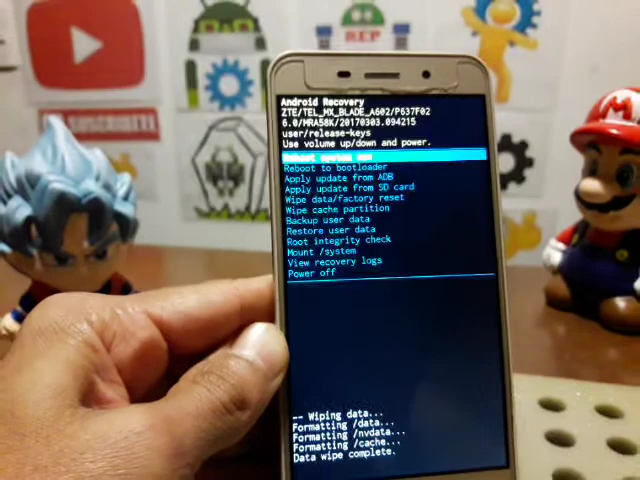 REP
SUSCRIBETE
Android Recovery
ZTE/TEL_MX_BLADE_A602/P637F02
6.0/MRA58K/20170303.094215
user/release-keys
Use volume up/down and power.
Reboot system now
Reboot to bootloader
Apply update from ADB
Apply update from SD card
Wipe data/factory reset
Wipe cache partition
Backup user data
Restore user data
Root integrity check
Mount /system
View recovery logs
Power off
-- Wiping data...
Formatting /data...
Formatting /nvdata...
Formatting /cache...
Data wipe complete.
M